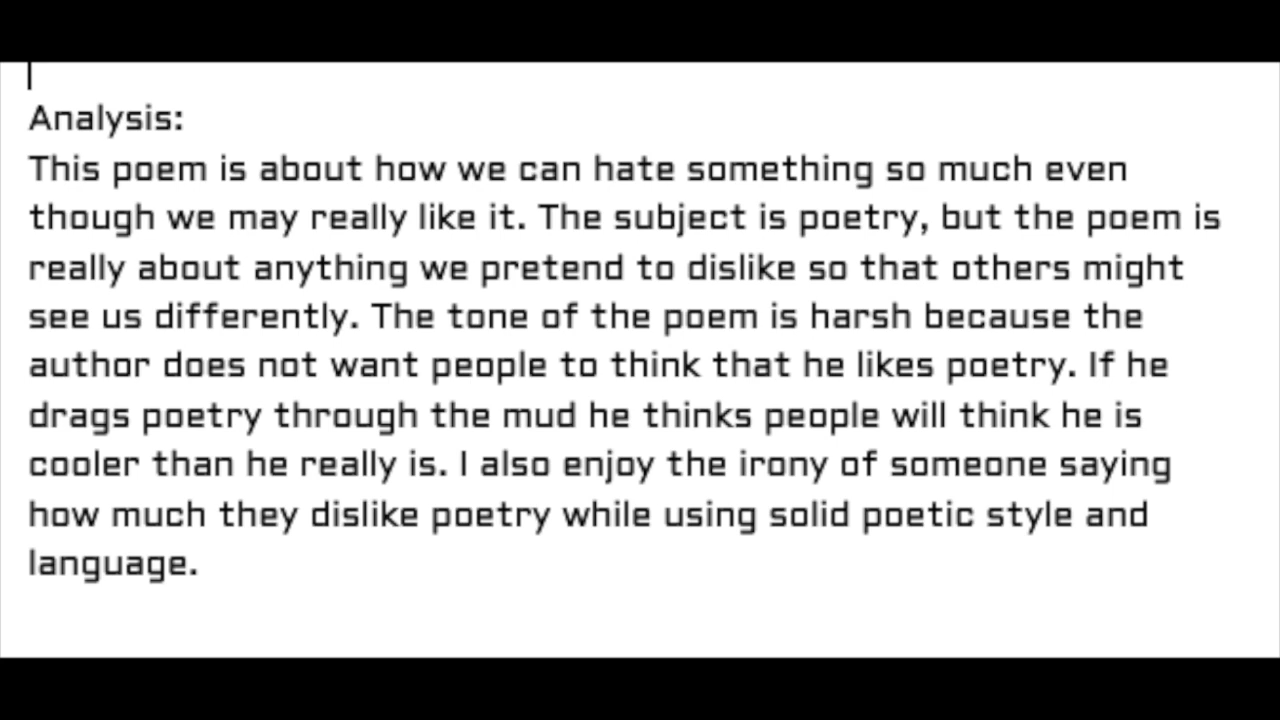 Analysis:
This poem is about how we can hate something so much even
though we may really like it. The subject is poetry, but the poem is
really about anything we pretend to dislike so that others might
see us differently. The tone of the poem is harsh because the
author does not want people to think that he likes poetry. If he
drags poetry through the mud he thinks people will think he is
cooler than he really is. I also enjoy the irony of someone saying
how much they dislike poetry while using solid poetic style and
language.